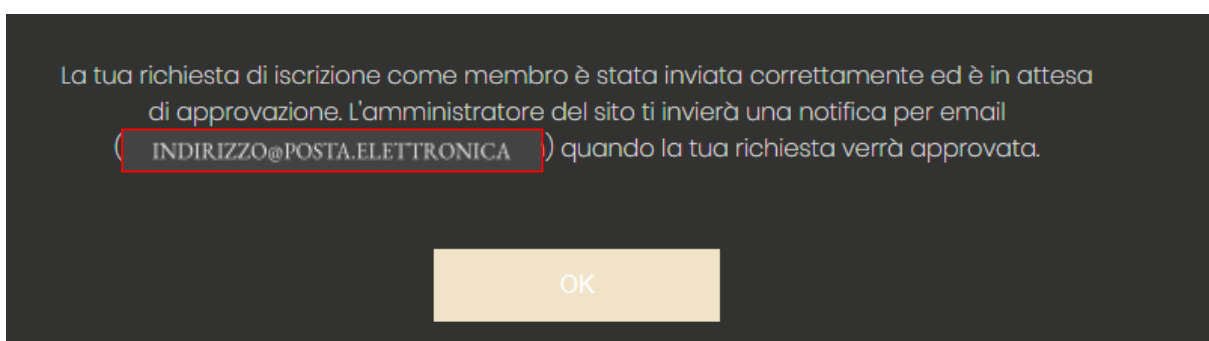 La tua richiesta di iscrizione come membro è stata inviata correttamente ed è in attesa
di approvazione. L'amministratore del sito ti invierà una notifica per email
( INDIRIZZO@POSTA.ELETTRONICA ) quando la tua richiesta verrà approvata.
OK